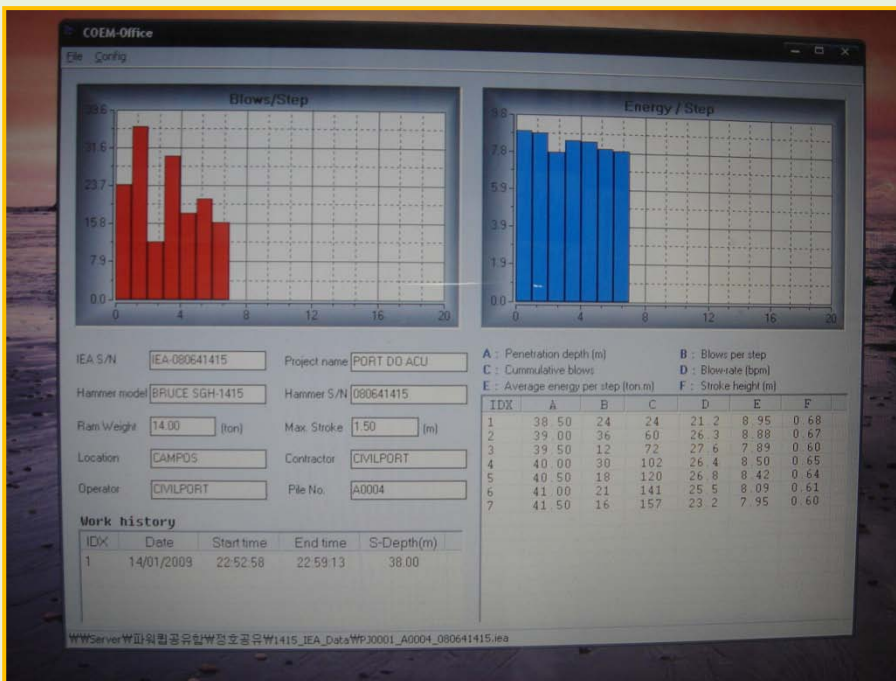 COEM-Office
File Config
Blows/Step
39.6
31.6
23.7
15.8
7.9
0.0
0 4 8 12 16 20
Energy / Step
9.8
7.8
5.9
3.9
1.9
0.0
0 4 8 12 16 20
IEA S/N IEA-080641415 Project name PORT DO ACU
Hammer model BRUCE SGH-1415 Hammer S/N 080641415
Ram Weight 14.00 (ton) Max. Stroke 1.50 (m)
Location CAMPOS Contractor CIVILPORT
Operator CIVILPORT Pile No. A0004
Work history
IDX Date Start time End time S-Depth(m)
1 14/01/2009 22:52:58 22:59:13 38.00
A : Penetration depth (m) B : Blows per step
C : Cummulative blows D : Blow-rate (bpm)
E : Average energy per step (ton.m) F : Stroke height (m)
IDX A B C D E F
1 38.50 24 24 21.2 8.95 0.68
2 39.00 36 60 26.3 8.88 0.67
3 39.50 12 72 27.6 7.89 0.60
4 40.00 30 102 26.4 8.50 0.65
5 40.50 18 120 26.8 8.42 0.64
6 41.00 21 141 25.5 8.09 0.61
7 41.50 16 157 23.2 7.95 0.60
₩₩Server₩파워큅공유함₩정호공유₩1415_IEA_Data₩PJ0001_A0004_080641415.iea